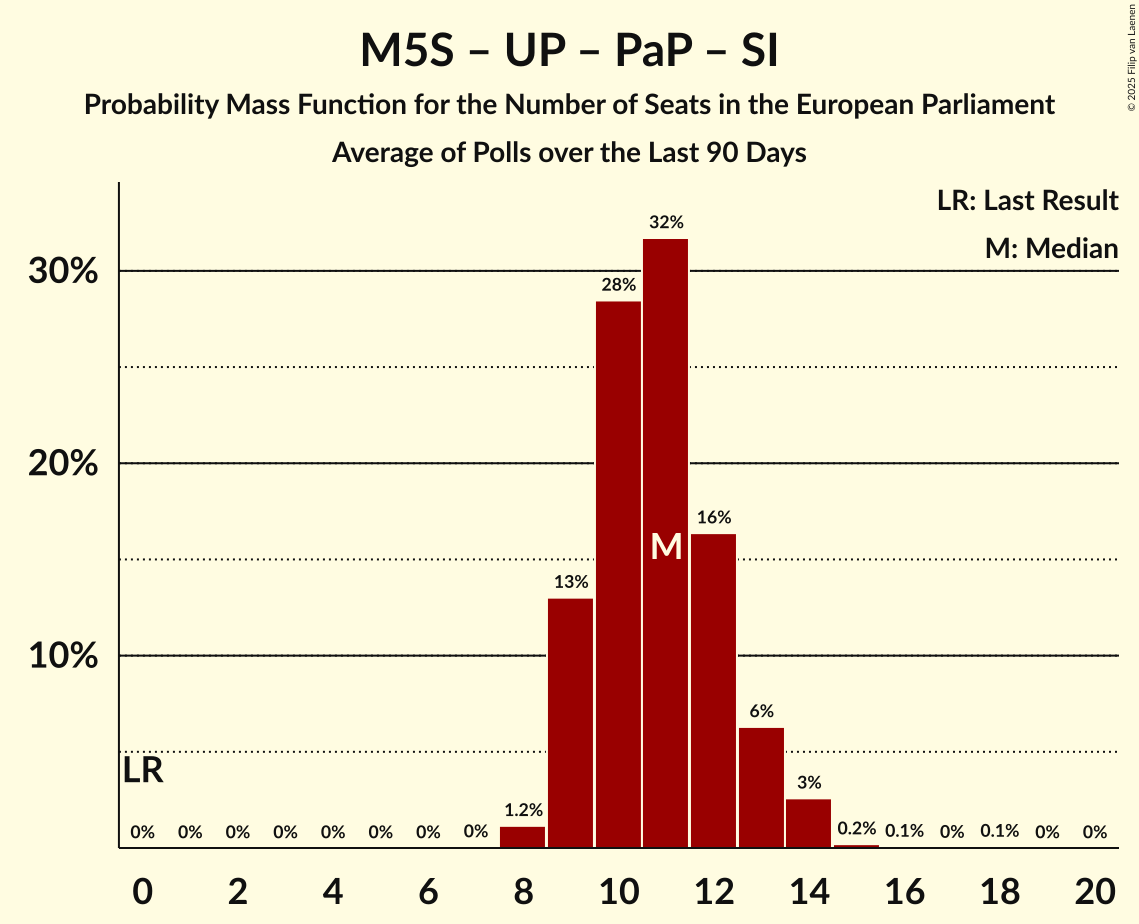 M5S – UP – PaP – SI
Probability Mass Function for the Number of Seats in the European Parliament
Average of Polls over the Last 90 Days
© 2025 Filip van Laenen
LR: Last Result
M: Median
30%
20%
10%
LR
M
0% 0% 0% 0% 0% 0% 0% 0% 1.2% 13% 28% 32% 16% 6% 3% 0.2% 0.1% 0% 0.1% 0% 0%
0 2 4 6 8 10 12 14 16 18 20